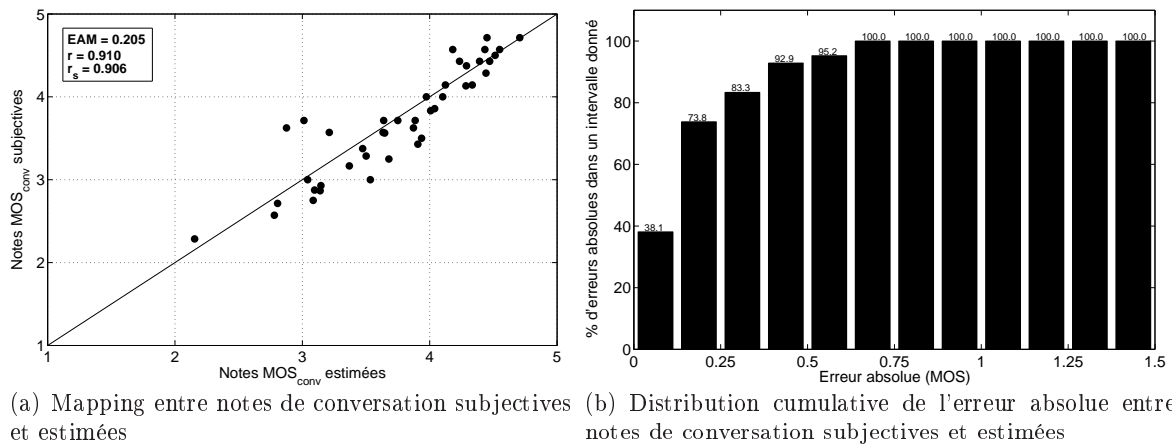 EAM = 0.205
r = 0.910
r_s = 0.906
Notes MOS_conv subjectives
5
4
3
2
1
1 2 3 4 5
Notes MOS_conv estimées
(a) Mapping entre notes de conversation subjectives
et estimées
% d'erreurs absolues dans un intervalle donné
100
80
60
40
20
0
38.1 73.8 83.3 92.9 95.2 100.0 100.0 100.0 100.0 100.0 100.0 100.0
0 0.25 0.5 0.75 1 1.25 1.5
Erreur absolue (MOS)
(b) Distribution cumulative de l'erreur absolue entre
notes de conversation subjectives et estimées